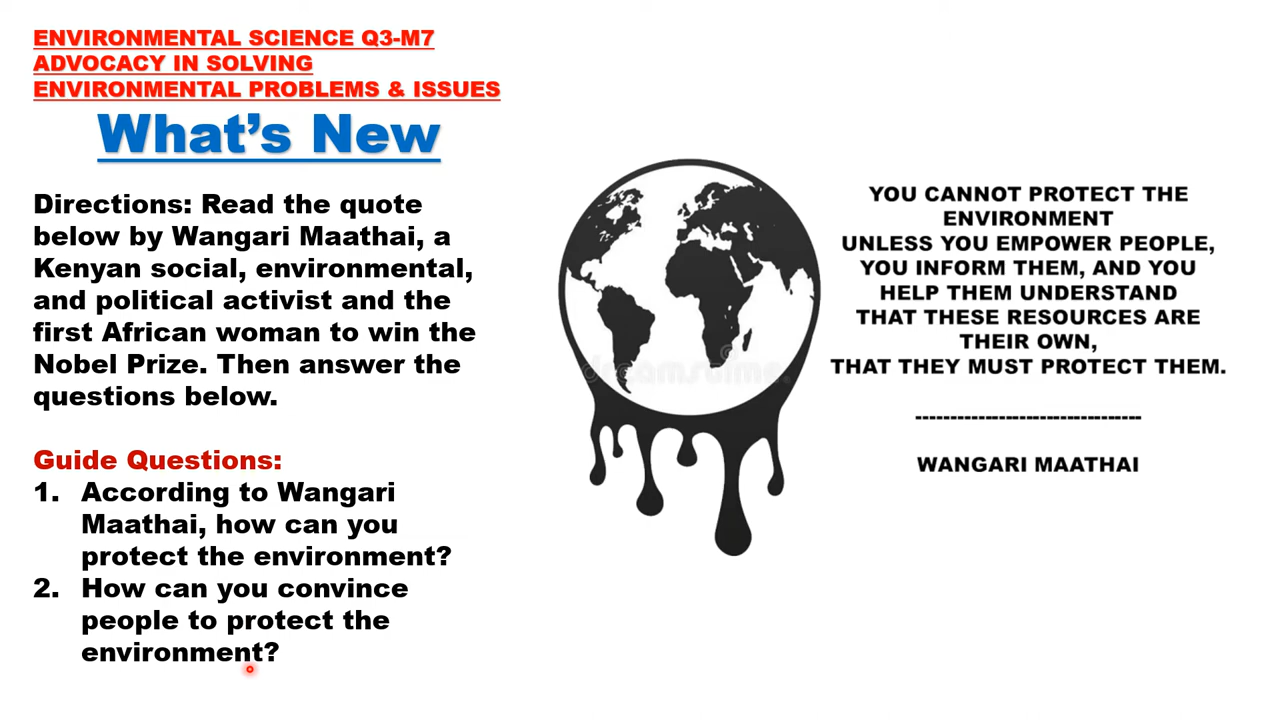 ENVIRONMENTAL SCIENCE Q3-M7
ADVOCACY IN SOLVING
ENVIRONMENTAL PROBLEMS & ISSUES
What's New
Directions: Read the quote
below by Wangari Maathai, a
Kenyan social, environmental,
and political activist and the
first African woman to win the
Nobel Prize. Then answer the
questions below.
Guide Questions:
1. According to Wangari
Maathai, how can you
protect the environment?
2. How can you convince
people to protect the
environment?
dreamstime.
YOU CANNOT PROTECT THE
ENVIRONMENT
UNLESS YOU EMPOWER PEOPLE,
YOU INFORM THEM, AND YOU
HELP THEM UNDERSTAND
THAT THESE RESOURCES ARE
THEIR OWN,
THAT THEY MUST PROTECT THEM.
--------------------------------
WANGARI MAATHAI